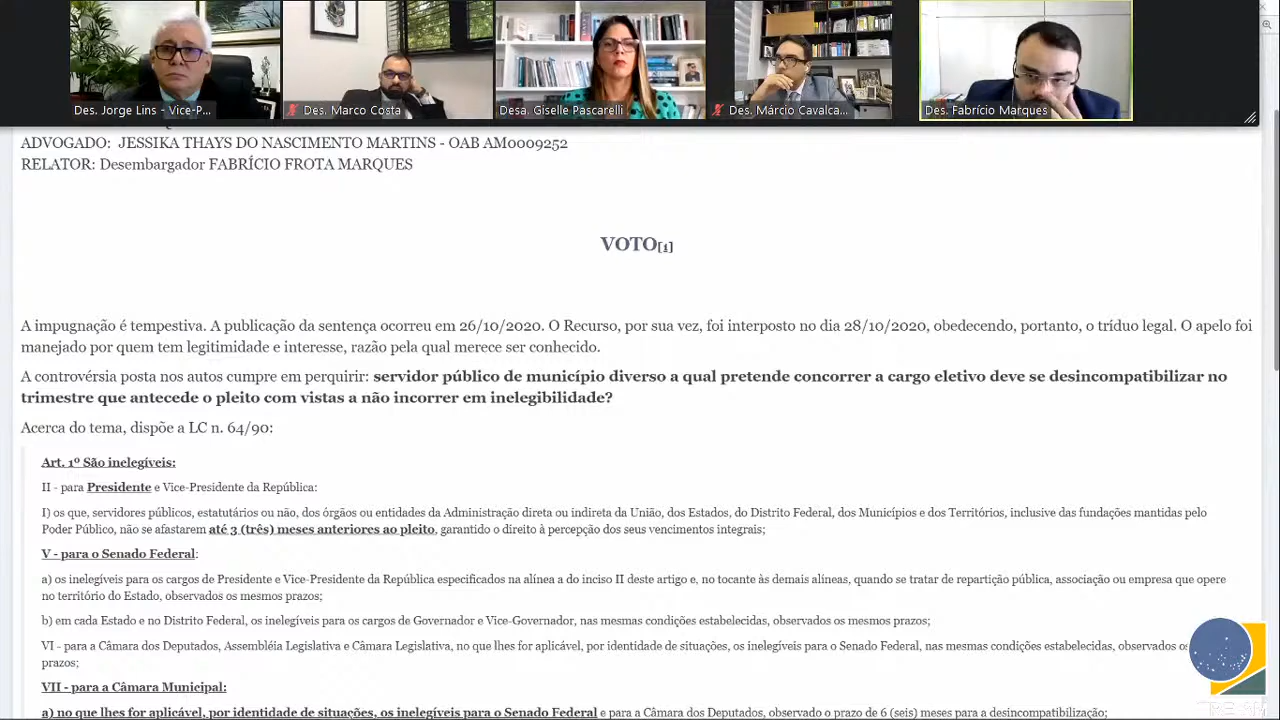 Des. Jorge Lins - Vice-P...
Des. Marco Costa
Desa. Giselle Pascarelli
Des. Márcio Cavalca...
Des. Fabrício Marques
ADVOGADO: JESSIKA THAYS DO NASCIMENTO MARTINS - OAB AM0009252
RELATOR: Desembargador FABRÍCIO FROTA MARQUES
VOTO[1]
A impugnação é tempestiva. A publicação da sentença ocorreu em 26/10/2020. O Recurso, por sua vez, foi interposto no dia 28/10/2020, obedecendo, portanto, o tríduo legal. O apelo foi
manejado por quem tem legitimidade e interesse, razão pela qual merece ser conhecido.
A controvérsia posta nos autos cumpre em perquirir: servidor público de município diverso a qual pretende concorrer a cargo eletivo deve se desincompatibilizar no
trimestre que antecede o pleito com vistas a não incorrer em inelegibilidade?
Acerca do tema, dispõe a LC n. 64/90:
Art. 1º São inelegíveis:
II - para Presidente e Vice-Presidente da República:
I) os que, servidores públicos, estatutários ou não, dos órgãos ou entidades da Administração direta ou indireta da União, dos Estados, do Distrito Federal, dos Municípios e dos Territórios, inclusive das fundações mantidas pelo
Poder Público, não se afastarem até 3 (três) meses anteriores ao pleito, garantido o direito à percepção dos seus vencimentos integrais;
V - para o Senado Federal:
a) os inelegíveis para os cargos de Presidente e Vice-Presidente da República especificados na alínea a do inciso II deste artigo e, no tocante às demais alíneas, quando se tratar de repartição pública, associação ou empresa que opere
no território do Estado, observados os mesmos prazos;
b) em cada Estado e no Distrito Federal, os inelegíveis para os cargos de Governador e Vice-Governador, nas mesmas condições estabelecidas, observados os mesmos prazos;
VI - para a Câmara dos Deputados, Assembléia Legislativa e Câmara Legislativa, no que lhes for aplicável, por identidade de situações, os inelegíveis para o Senado Federal, nas mesmas condições estabelecidas, observados os
prazos;
VII - para a Câmara Municipal:
a) no que lhes for aplicável, por identidade de situações, os inelegíveis para o Senado Federal e para a Câmara dos Deputados, observado o prazo de 6 (seis) meses para a desincompatibilização;